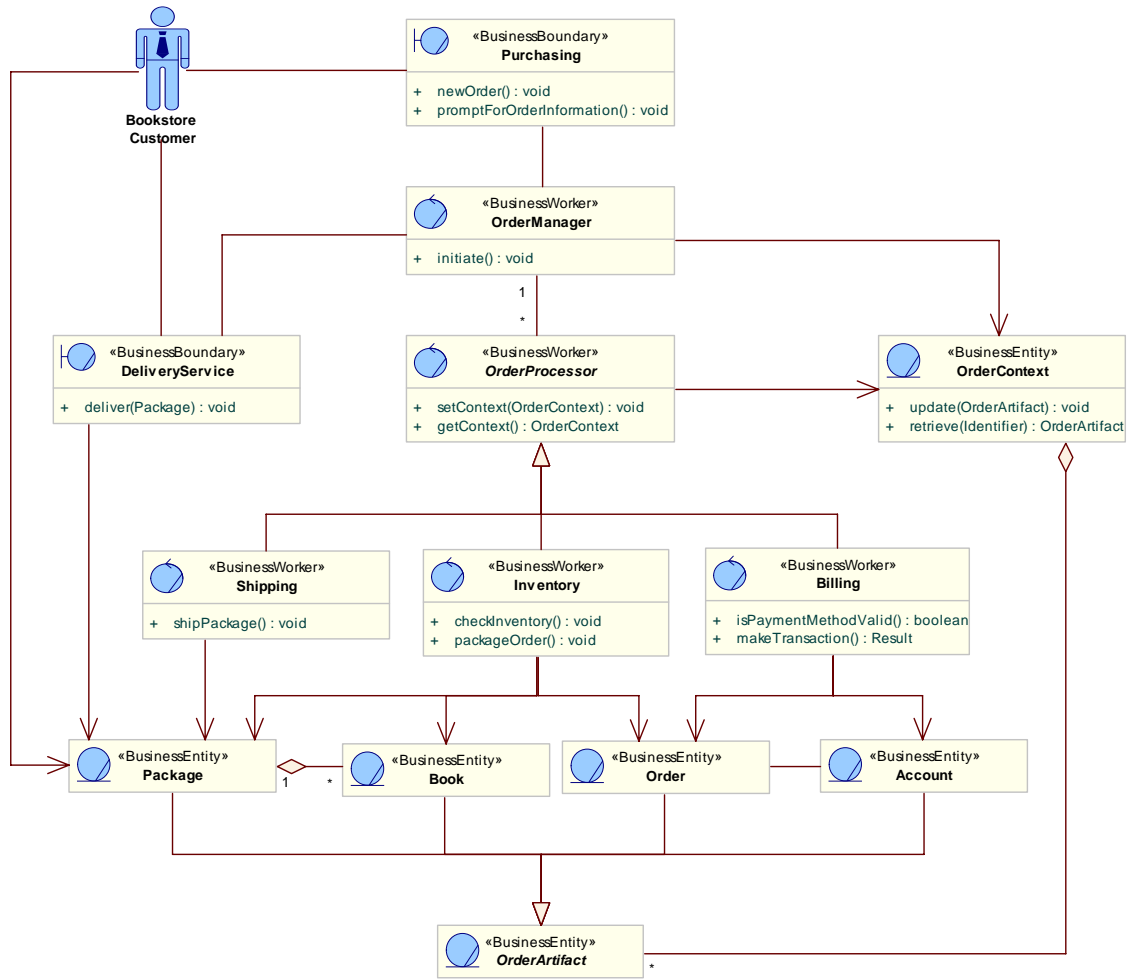 «BusinessBoundary»
Purchasing
+ newOrder() : void
+ promptForOrderInformation() : void
Bookstore
Customer
«BusinessWorker»
OrderManager
+ initiate() : void
1
*
«BusinessBoundary»
DeliveryService
+ deliver(Package) : void
«BusinessWorker»
OrderProcessor
+ setContext(OrderContext) : void
+ getContext() : OrderContext
«BusinessEntity»
OrderContext
+ update(OrderArtifact) : void
+ retrieve(Identifier) : OrderArtifact
«BusinessWorker»
Shipping
+ shipPackage() : void
«BusinessWorker»
Inventory
+ checkInventory() : void
+ packageOrder() : void
«BusinessWorker»
Billing
+ isPaymentMethodValid() : boolean
+ makeTransaction() : Result
«BusinessEntity»
Package
1
*
«BusinessEntity»
Book
«BusinessEntity»
Order
«BusinessEntity»
Account
«BusinessEntity»
OrderArtifact
*